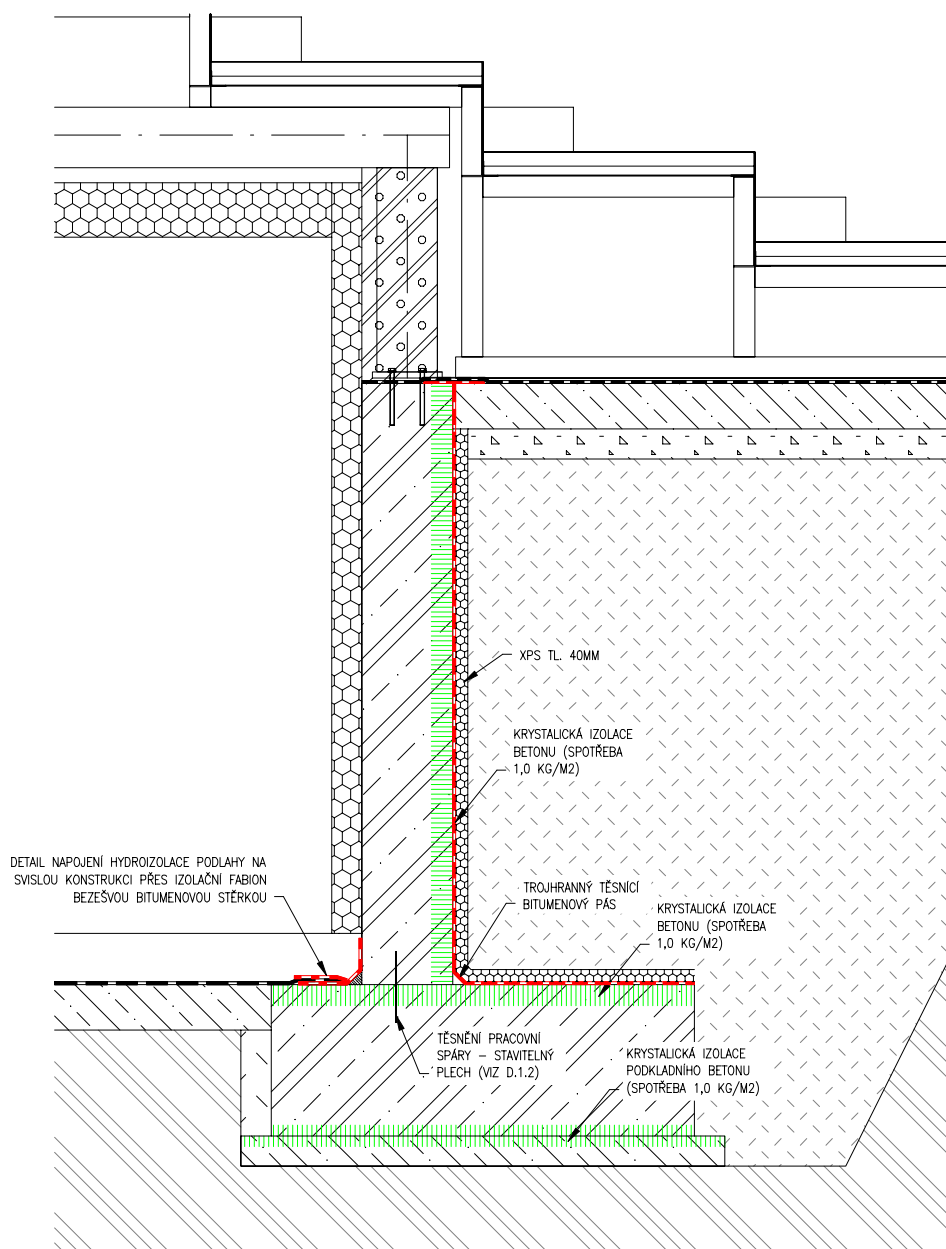 XPS TL. 40MM
KRYSTALICKÁ IZOLACE
BETONU (SPOTŘEBA
1,0 KG/M2)
DETAIL NAPOJENÍ HYDROIZOLACE PODLAHY NA
SVISLOU KONSTRUKCI PŘES IZOLAČNÍ FABION
BEZEŠVOU BITUMENOVOU STĚRKOU
TROJHRANNÝ TĚSNÍCÍ
BITUMENOVÝ PÁS
KRYSTALICKÁ IZOLACE
BETONU (SPOTŘEBA
1,0 KG/M2)
TĚSNĚNÍ PRACOVNÍ
SPÁRY – STAVITELNÝ
PLECH (VIZ D.1.2)
KRYSTALICKÁ IZOLACE
PODKLADNÍHO BETONU
(SPOTŘEBA 1,0 KG/M2)